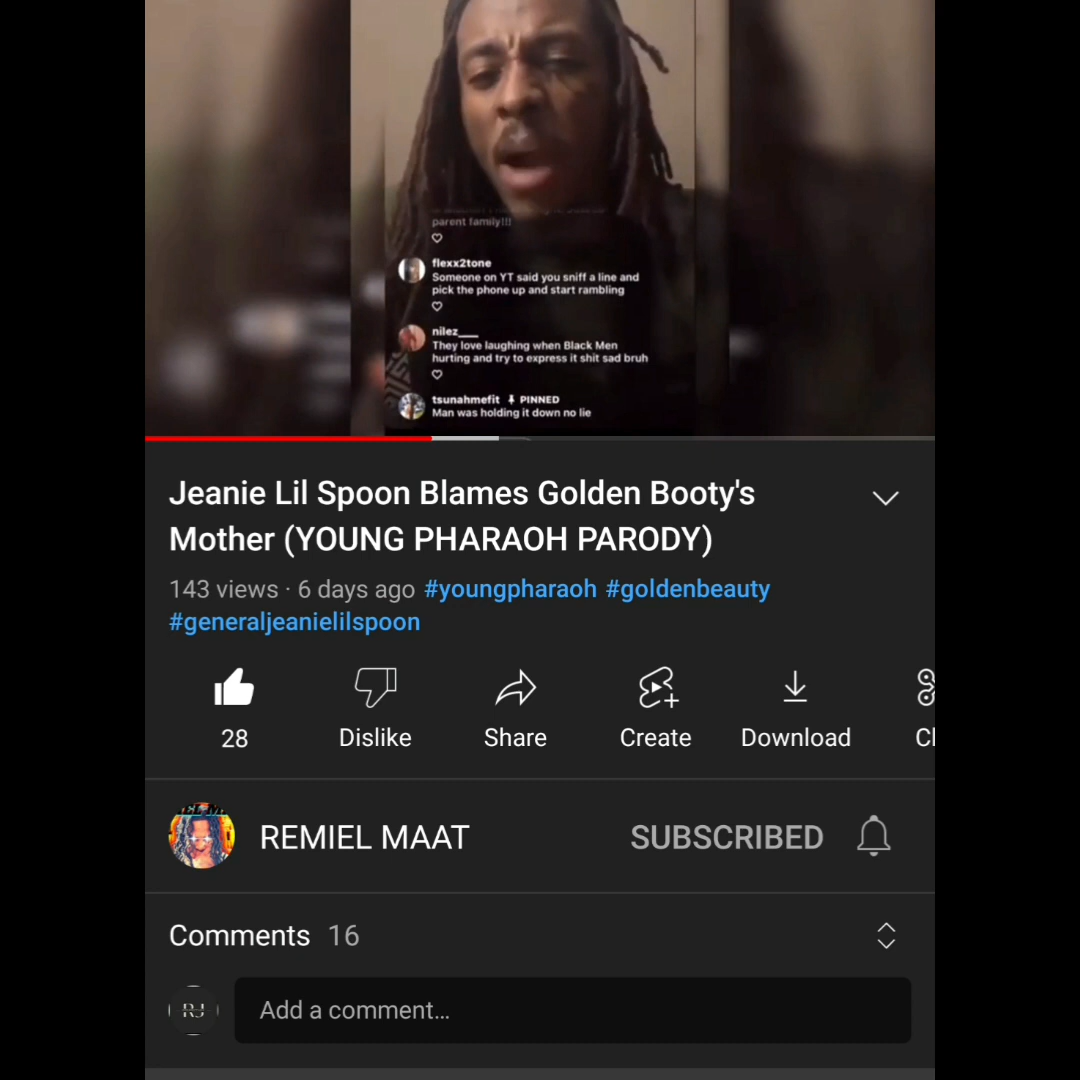 parent family!!!
flexx2tone
Someone on YT said you sniff a line and
pick the phone up and start rambling
nilez___
They love laughing when Black Men
hurting and try to express it shit sad bruh
tsunahmefit PINNED
Man was holding it down no lie
Jeanie Lil Spoon Blames Golden Booty's
Mother (YOUNG PHARAOH PARODY)
143 views · 6 days ago #youngpharaoh #goldenbeauty
#generaljeanielilspoon
28 Dislike Share Create Download Cl
REMIEL MAAT SUBSCRIBED
Comments 16
RJ Add a comment...